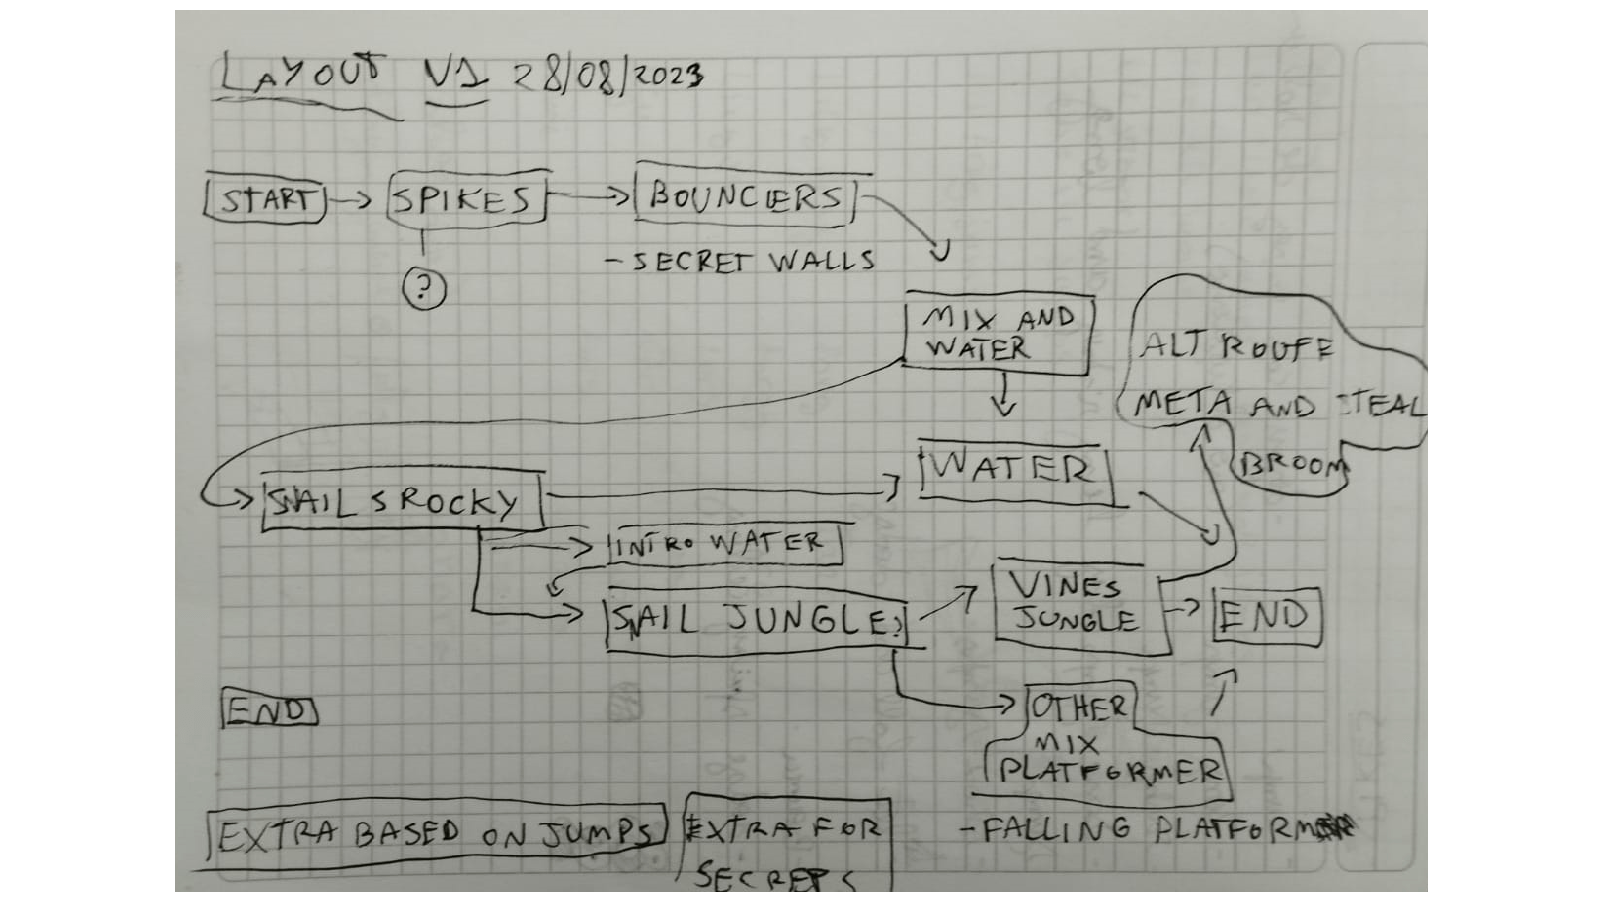 LAYOUT V1 28/08/2023
START
SPIKES
BOUNCERS
?
- SECRET WALLS
MIX AND
WATER
ALT ROUTE
META AND STEAL
BROOM
WATER
SNAILS ROCKY
INTRO WATER
SNAIL JUNGLE?
VINES
JUNGLE
END
END
OTHER
MIX
PLATFORMER
- FALLING PLATFORM
EXTRA BASED ON JUMPS
EXTRA FOR
SECRETS